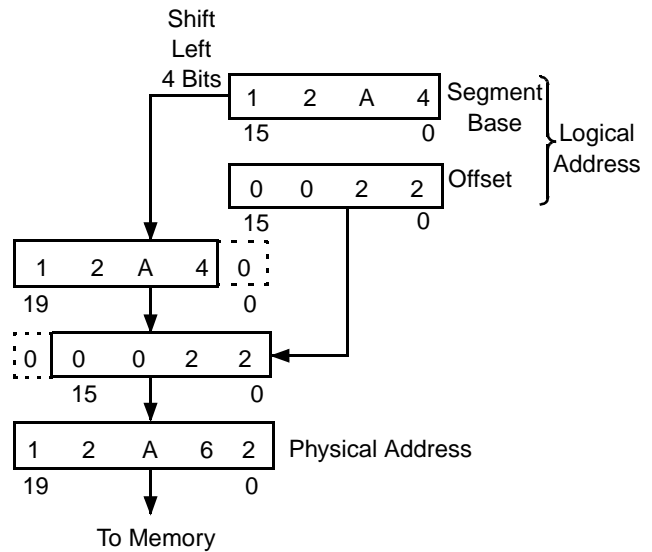 Shift
Left
4 Bits
1 2 A 4
Segment
Base
15 0
Logical
Address
0 0 2 2
Offset
15 0
1 2 A 4 0
19 0
0 0 0 2 2
15 0
1 2 A 6 2
Physical Address
19 0
To Memory